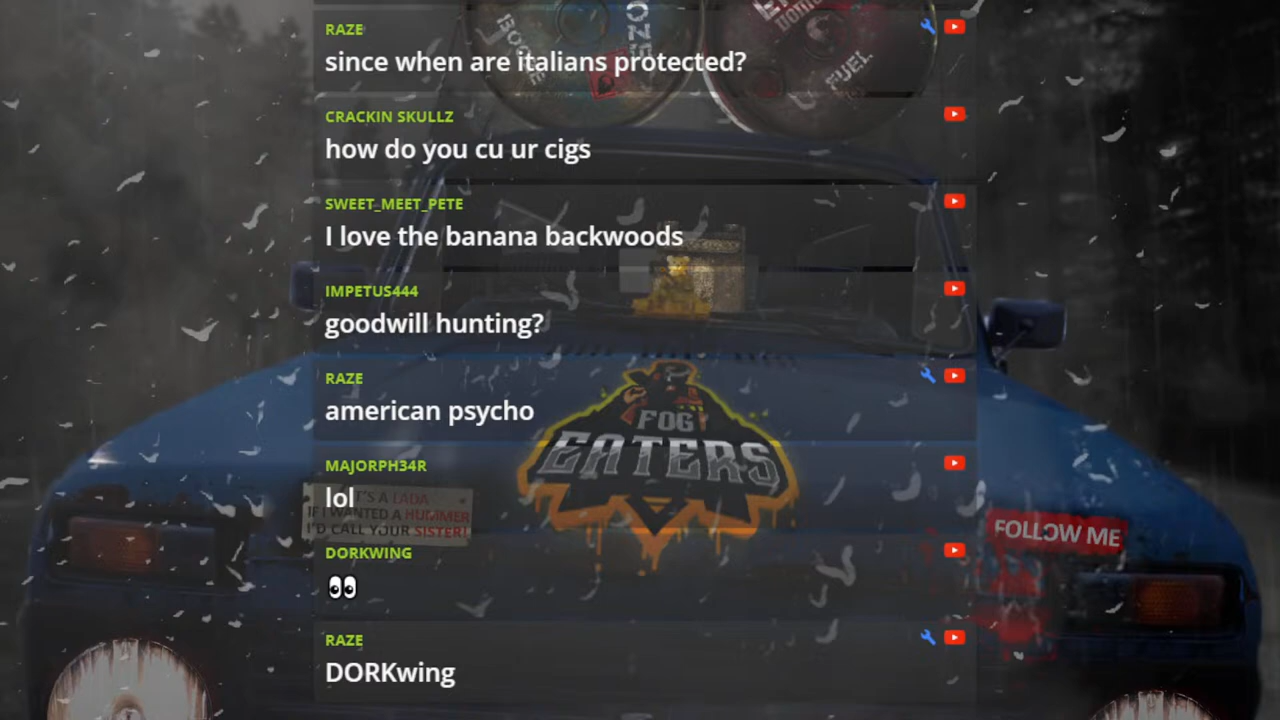 BOOGIE
ZONE
FUEL
RAZE
since when are italians protected?
CRACKIN SKULLZ
how do you cu ur cigs
SWEET_MEET_PETE
I love the banana backwoods
IMPETUS444
goodwill hunting?
RAZE
american psycho
FOG
EATERS
MAJORPH34R
lol
IT'S A LADA
IF I WANTED A HUMMER
I'D CALL YOUR SISTER!
FOLLOW ME
DORKWING
👀
RAZE
DORKwing